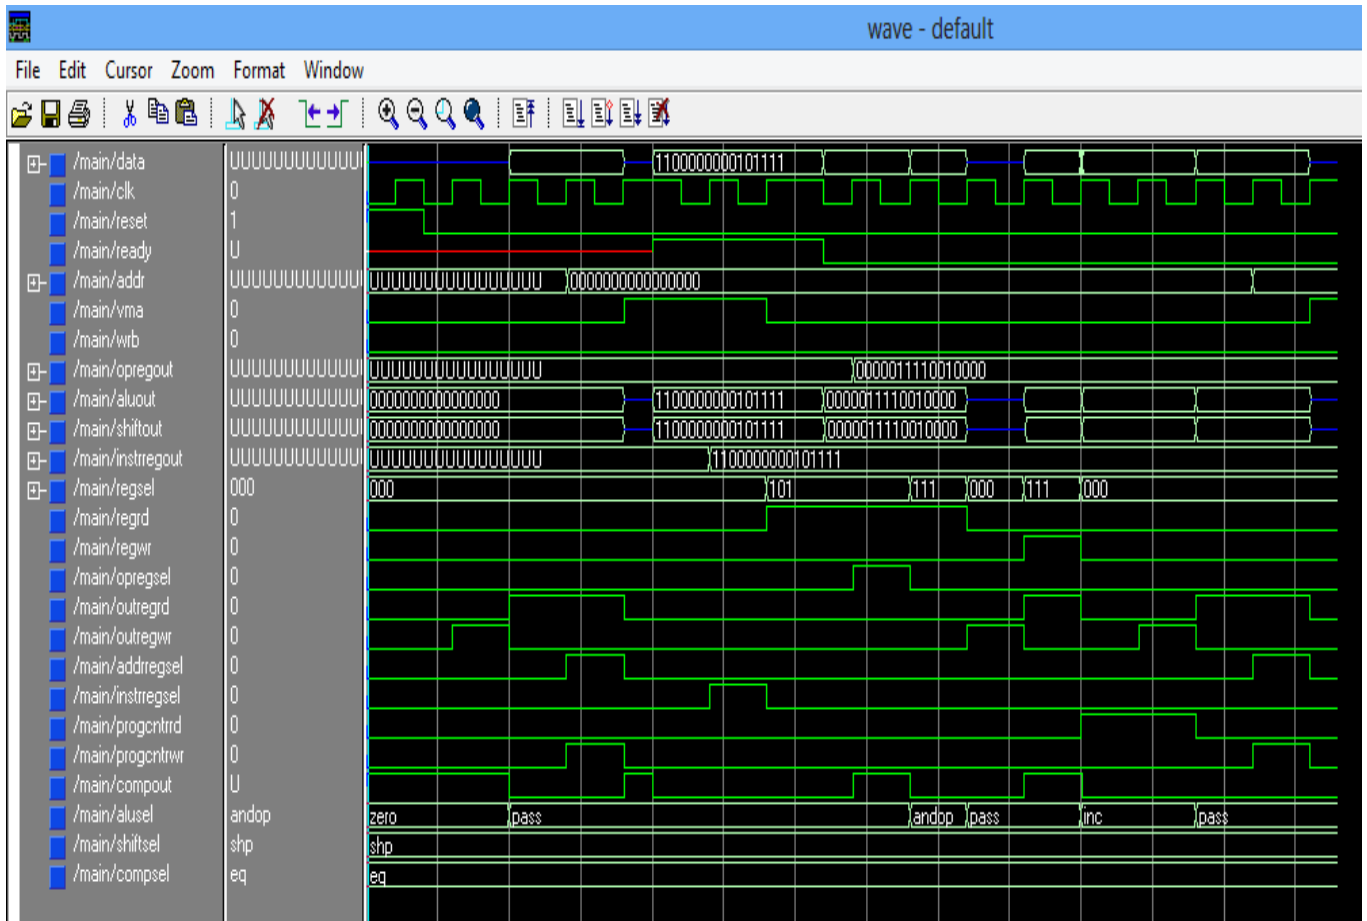 wave - default
File Edit Cursor Zoom Format Window
/main/data UUUUUUUUUUUUU 1100000000101111
/main/clk 0
/main/reset 1
/main/ready U
/main/addr UUUUUUUUUUUUU UUUUUUUUUUUUUUUU 0000000000000000
/main/vma 0
/main/wrb 0
/main/opregout UUUUUUUUUUUUU UUUUUUUUUUUUUUUU 0000011110010000
/main/aluout UUUUUUUUUUUUU 0000000000000000 1100000000101111 0000011110010000
/main/shiftout UUUUUUUUUUUUU 0000000000000000 1100000000101111 0000011110010000
/main/instrregout UUUUUUUUUUUUU UUUUUUUUUUUUUUUU 1100000000101111
/main/regsel 000 000 101 111 000 111 000
/main/regrd 0
/main/regwr 0
/main/opregsel 0
/main/outregrd 0
/main/outregwr 0
/main/addrregsel 0
/main/instrregsel 0
/main/progcntrrd 0
/main/progcntrwr 0
/main/compout U
/main/alusel andop zero pass andop pass inc pass
/main/shiftsel shp shp
/main/compsel eq eq